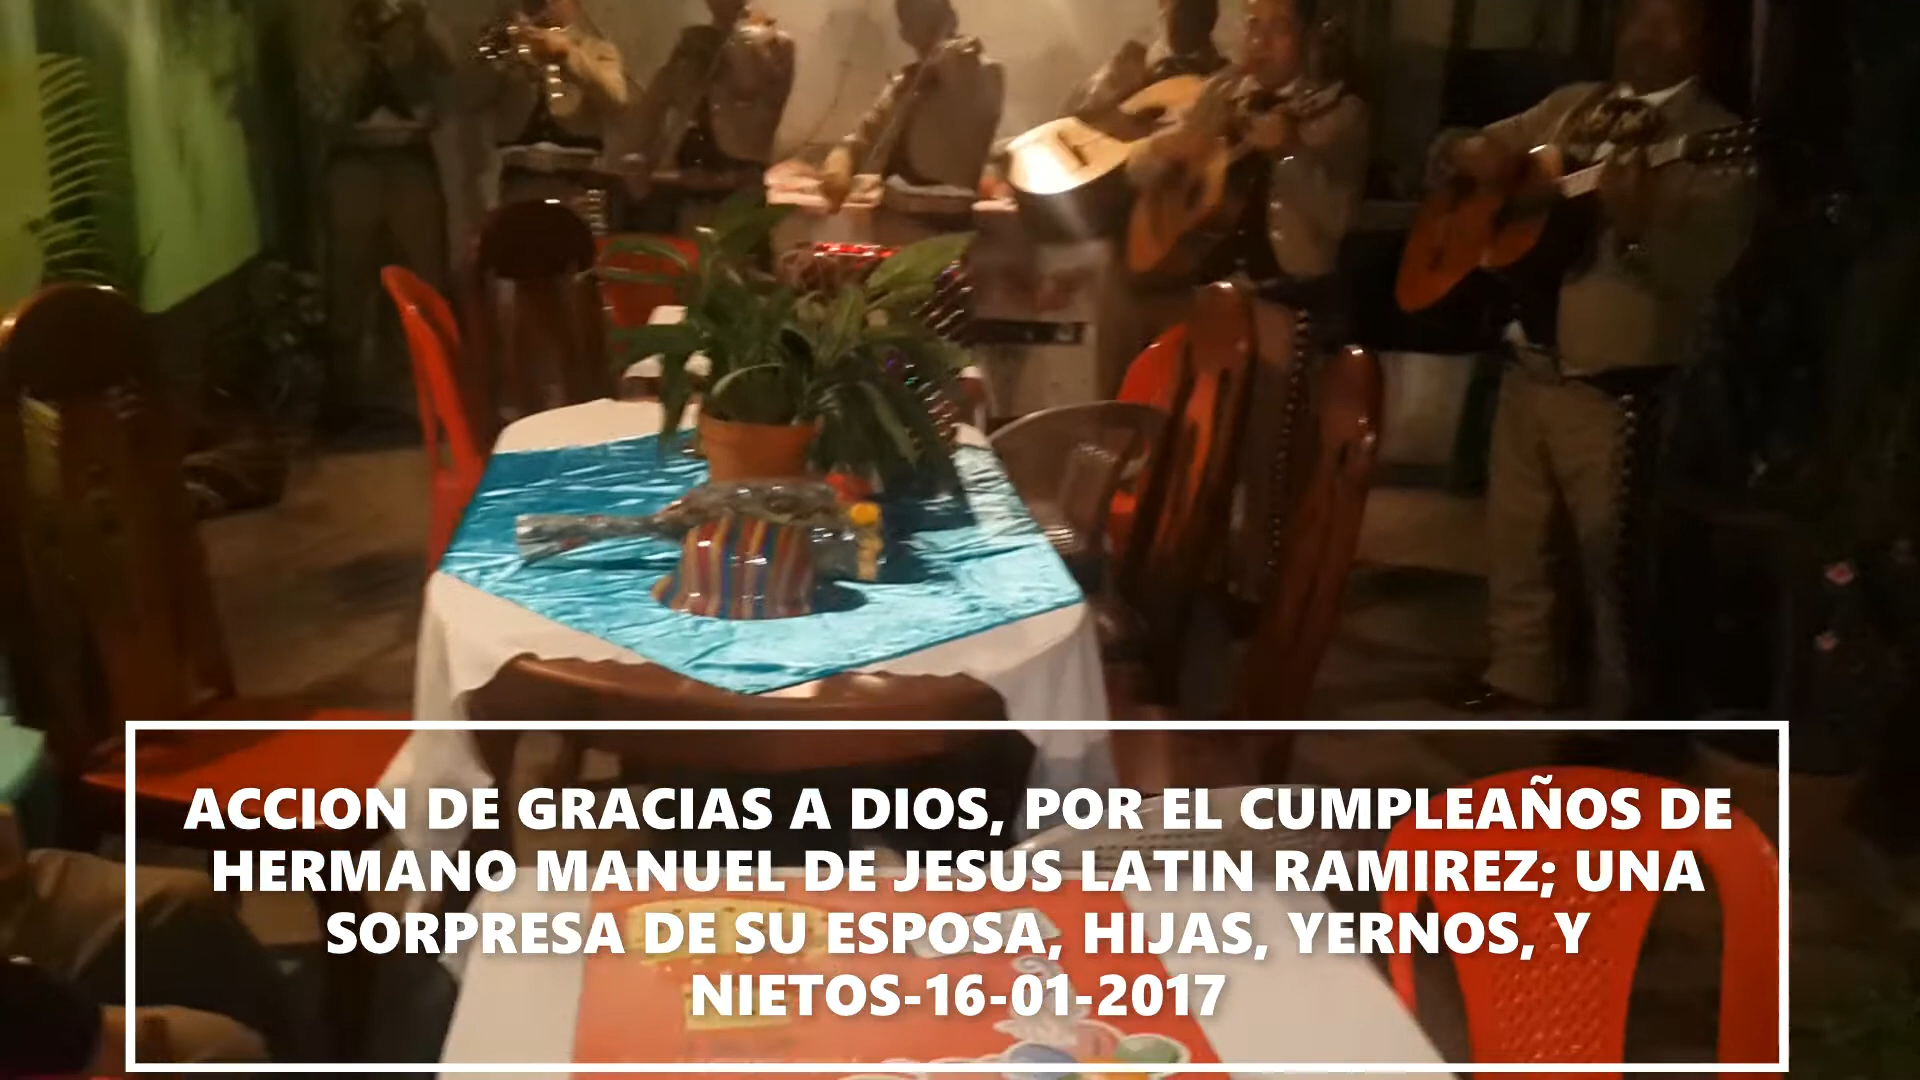 ACCION DE GRACIAS A DIOS, POR EL CUMPLEAÑOS DE
HERMANO MANUEL DE JESUS LATIN RAMIREZ; UNA
SORPRESA DE SU ESPOSA, HIJAS, YERNOS, Y
NIETOS-16-01-2017